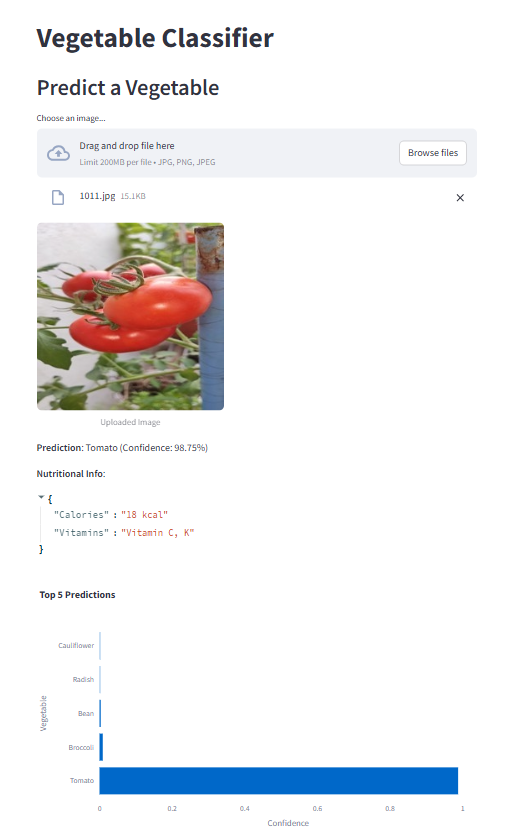 Vegetable Classifier
Predict a Vegetable
Choose an image...
Drag and drop file here
Limit 200MB per file • JPG, PNG, JPEG
Browse files
1011.jpg 15.1KB
Uploaded Image
Prediction: Tomato (Confidence: 98.75%)
Nutritional Info:
{
"Calories" : "18 kcal"
"Vitamins" : "Vitamin C, K"
}
Top 5 Predictions
Vegetable
Cauliflower
Radish
Bean
Broccoli
Tomato
0 0.2 0.4 0.6 0.8 1
Confidence